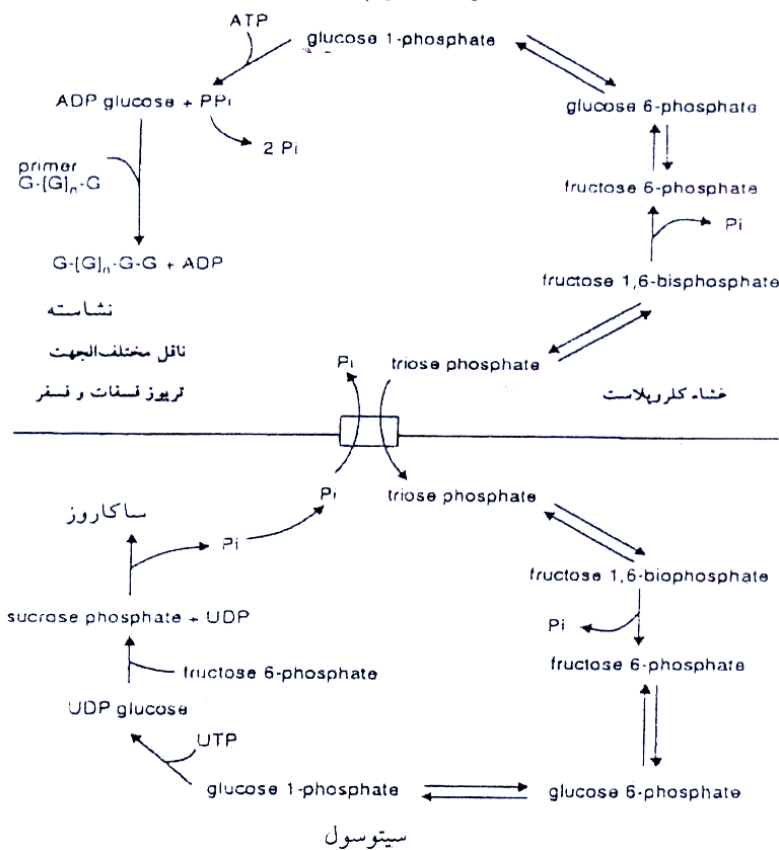 ATP
glucose 1-phosphate
ADP glucose + PPi
glucose 6-phosphate
2 Pi
primer
G-[G]n-G
fructose 6-phosphate
Pi
G-[G]n-G-G + ADP
fructose 1,6-bisphosphate
نشاسته
ناقل مختلف‌الجهت
Pi
triose phosphate
تریوز فسفات و فسفر
غشاء کلروپلاست
Pi
triose phosphate
ساکاروز
Pi
fructose 1,6-biophosphate
sucrose phosphate + UDP
Pi
fructose 6-phosphate
fructose 6-phosphate
UDP glucose
UTP
glucose 1-phosphate
glucose 6-phosphate
سیتوسول